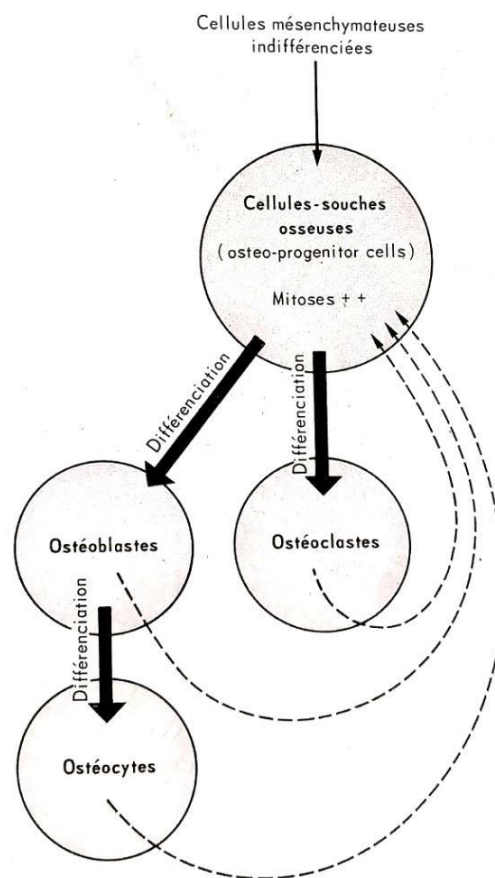 Cellules mésenchymateuses
indifférenciées
Cellules-souches
osseuses
(osteo-progenitor cells)
Mitoses + +
Différenciation
Différenciation
Ostéoblastes
Ostéoclastes
Différenciation
Ostéocytes